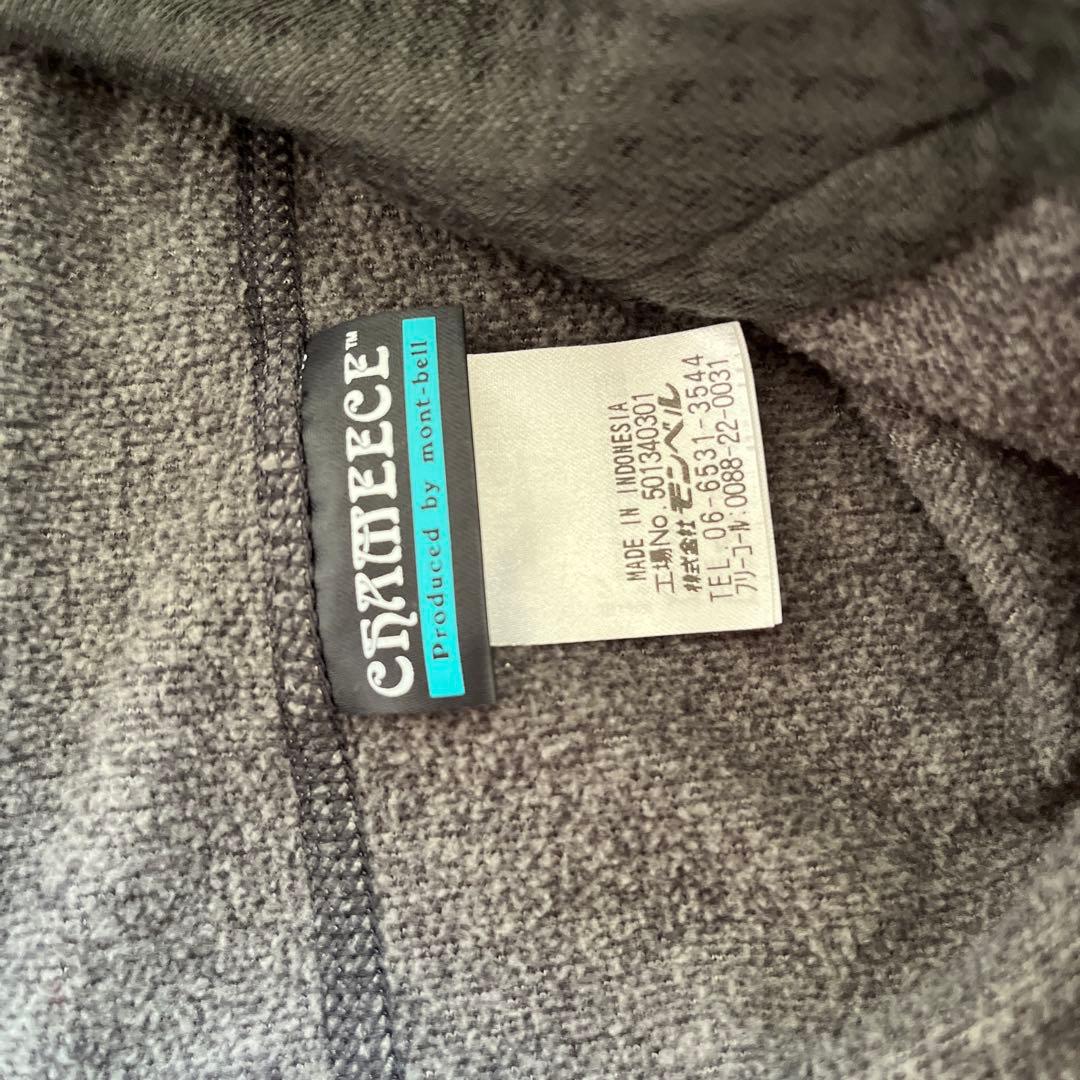 CHAMEECE™
Produced by mont-bell
MADE IN INDONESIA
工場No.501340301
株式会社 モンベル
TEL.06-6531-3544
フリーコール.0088-22-0031